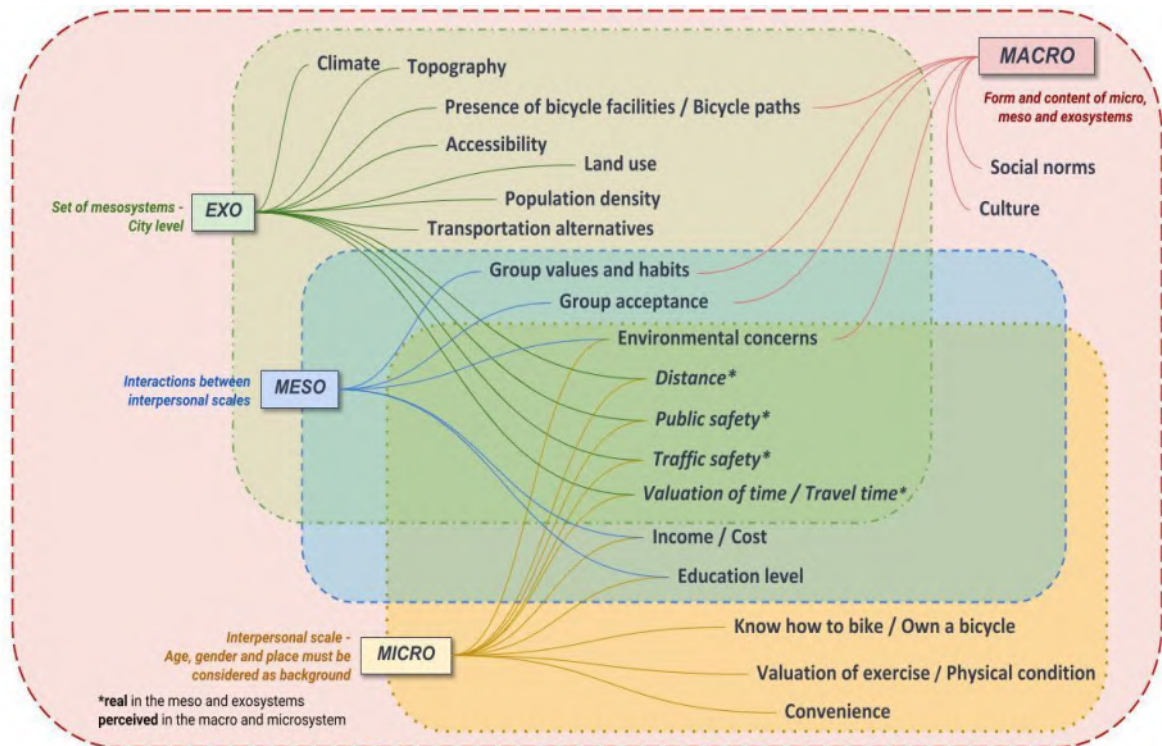 Climate
Topography
MACRO
Form and content of micro,
meso and exosystems
Presence of bicycle facilities / Bicycle paths
Accessibility
Land use
Social norms
EXO
Set of mesosystems -
City level
Population density
Culture
Transportation alternatives
Group values and habits
Group acceptance
Environmental concerns
MESO
Interactions between
interpersonal scales
Distance*
Public safety*
Traffic safety*
Valuation of time / Travel time*
Income / Cost
Education level
Know how to bike / Own a bicycle
MICRO
Interpersonal scale -
Age, gender and place must be
considered as background
Valuation of exercise / Physical condition
Convenience
*real in the meso and exosystems
perceived in the macro and microsystem